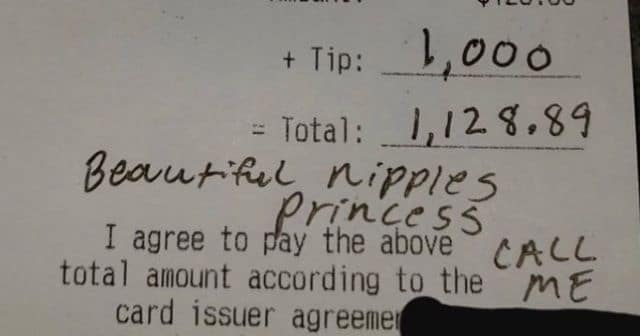 + Tip: 1,000
= Total: 1,128.89
Beautiful nipples
princess
I agree to pay the above CALL
total amount according to the ME
card issuer